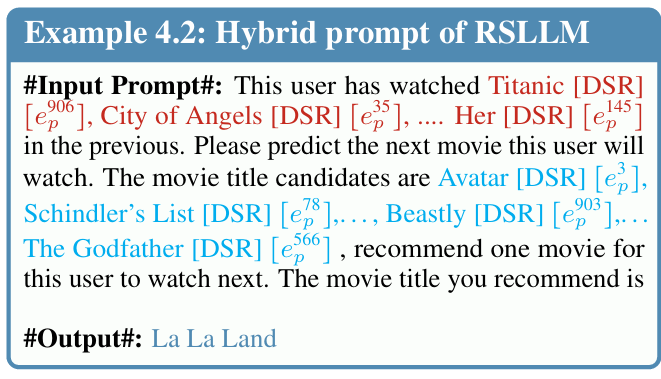 Example 4.2: Hybrid prompt of RSLLM
#Input Prompt#: This user has watched Titanic [DSR]
[e_p^906], City of Angels [DSR] [e_p^35], .... Her [DSR] [e_p^145]
in the previous. Please predict the next movie this user will
watch. The movie title candidates are Avatar [DSR] [e_p^3],
Schindler's List [DSR] [e_p^78],..., Beastly [DSR] [e_p^903],...
The Godfather [DSR] [e_p^566] , recommend one movie for
this user to watch next. The movie title you recommend is
#Output#: La La Land